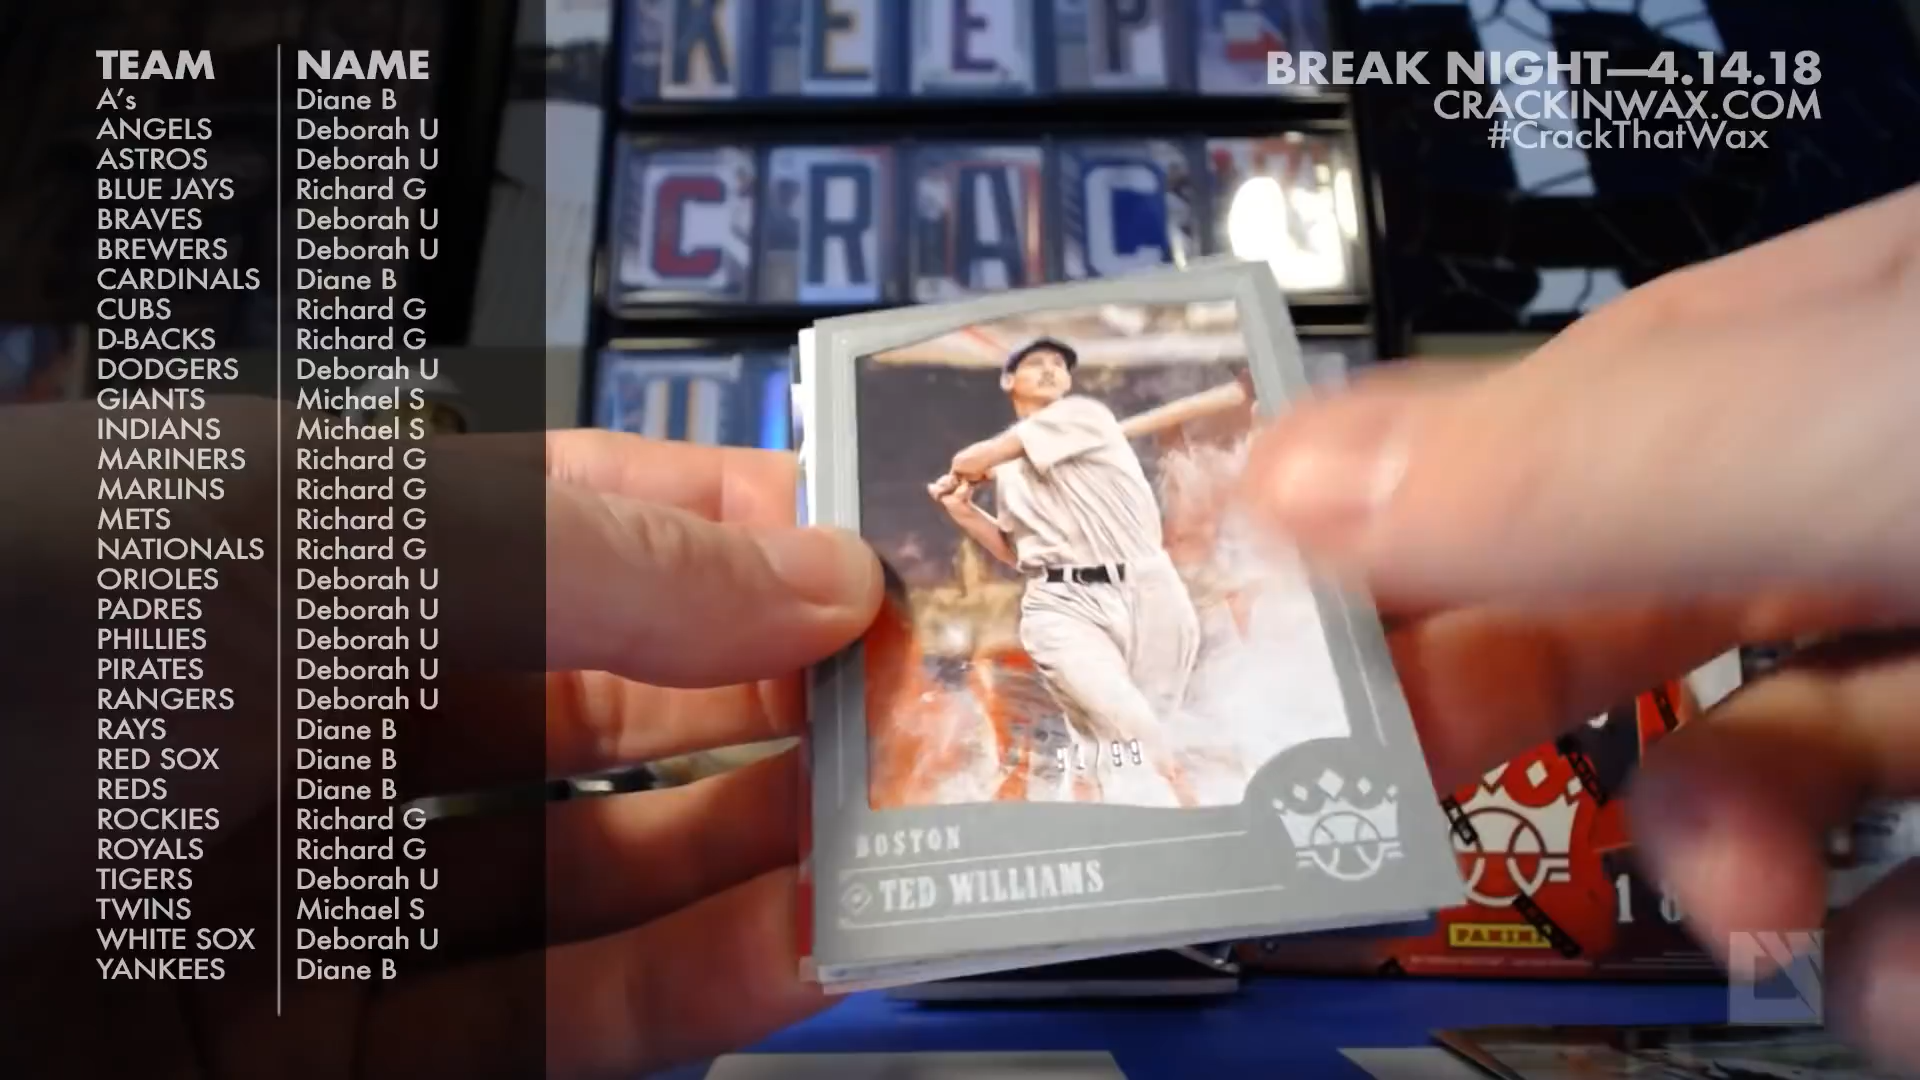 TEAM NAME
A's Diane B
ANGELS Deborah U
ASTROS Deborah U
BLUE JAYS Richard G
BRAVES Deborah U
BREWERS Deborah U
CARDINALS Diane B
CUBS Richard G
D-BACKS Richard G
DODGERS Deborah U
GIANTS Michael S
INDIANS Michael S
MARINERS Richard G
MARLINS Richard G
METS Richard G
NATIONALS Richard G
ORIOLES Deborah U
PADRES Deborah U
PHILLIES Deborah U
PIRATES Deborah U
RANGERS Deborah U
RAYS Diane B
RED SOX Diane B
REDS Diane B
ROCKIES Richard G
ROYALS Richard G
TIGERS Deborah U
TWINS Michael S
WHITE SOX Deborah U
YANKEES Diane B
BREAK NIGHT—4.14.18
CRACKINWAX.COM
#CrackThatWax
KEEP
CRAC
BOSTON
TED WILLIAMS
PANINI